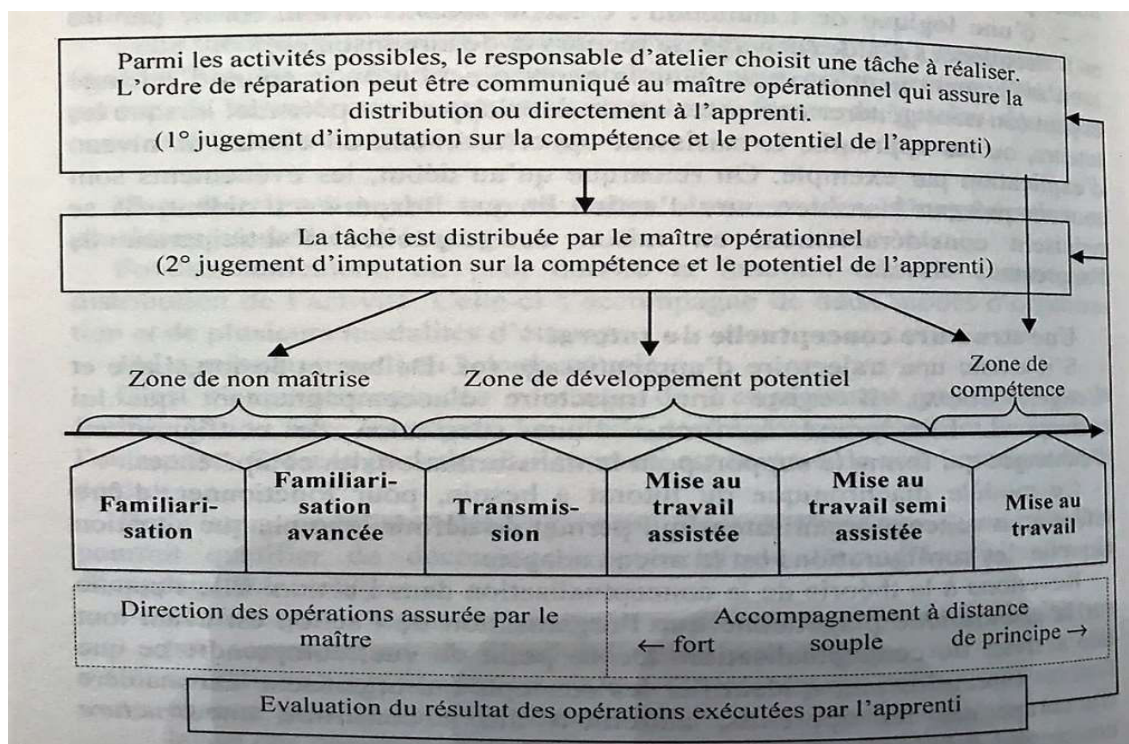 d'une logique de
Parmi les activités possibles, le responsable d'atelier choisit une tâche à réaliser.
L'ordre de réparation peut être communiqué au maître opérationnel qui assure la
distribution ou directement à l'apprenti.
(1° jugement d'imputation sur la compétence et le potentiel de l'apprenti)
La tâche est distribuée par le maître opérationnel
(2° jugement d'imputation sur la compétence et le potentiel de l'apprenti)
Zone de non maîtrise
Zone de développement potentiel
Zone de
compétence
Familiari-
sation
Familiari-
sation
avancée
Transmis-
sion
Mise au
travail
assistée
Mise au
travail semi
assistée
Mise au
travail
Direction des opérations assurée par le
maître
Accompagnement à distance
← fort souple de principe →
Evaluation du résultat des opérations exécutées par l'apprenti